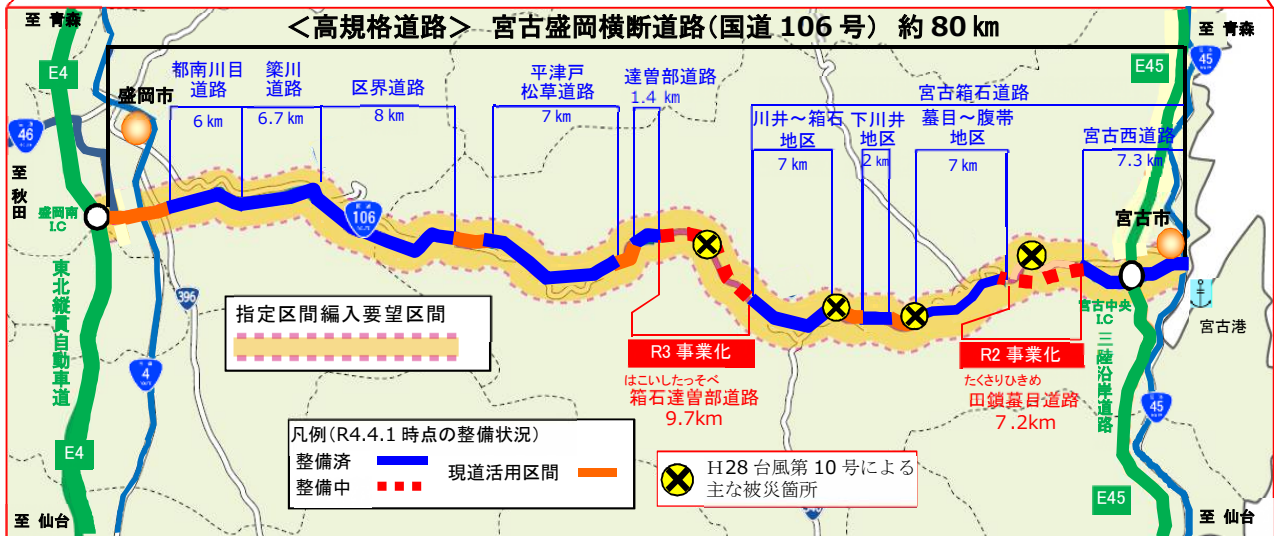 ＜高規格道路＞ 宮古盛岡横断道路(国道 106 号) 約 80 km
至 青森
至 青森
E4
E45
45
盛岡市
都南川目
道路
6 km
簗川
道路
6.7 km
区界道路
8 km
平津戸
松草道路
7 km
達曽部道路
1.4 km
宮古箱石道路
川井～箱石
地区
7 km
下川井
地区
2 km
蟇目～腹帯
地区
7 km
宮古西道路
7.3 km
46
至 秋田
盛岡南
I.C
106
宮古市
宮古中央
I.C
宮古港
東北縦貫自動車道
396
4
三陸沿岸道路
45
指定区間編入要望区間
R3 事業化
はこいしたっそべ
箱石達曽部道路
9.7km
R2 事業化
たくさりひきめ
田鎖蟇目道路
7.2km
凡例(R4.4.1 時点の整備状況)
整備済
整備中
現道活用区間
H28 台風第 10 号による
主な被災箇所
E4
E45
至 仙台
至 仙台